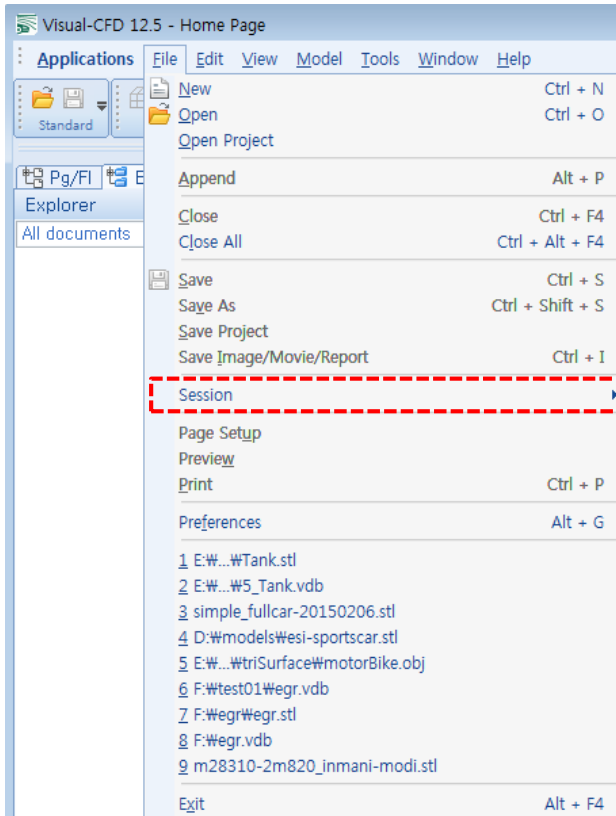 Visual-CFD 12.5 - Home Page
Applications File Edit View Model Tools Window Help
Standard
New Ctrl + N
Open Ctrl + O
Open Project
Pg/Fl E
Append Alt + P
Explorer
All documents
Close Ctrl + F4
Close All Ctrl + Alt + F4
Save Ctrl + S
Save As Ctrl + Shift + S
Save Project
Save Image/Movie/Report Ctrl + I
Session
Page Setup
Preview
Print Ctrl + P
Preferences Alt + G
1 E:₩...₩Tank.stl
2 E:₩...₩5_Tank.vdb
3 simple_fullcar-20150206.stl
4 D:₩models₩esi-sportscar.stl
5 E:₩...₩triSurface₩motorBike.obj
6 F:₩test01₩egr.vdb
7 F:₩egr₩egr.stl
8 F:₩egr.vdb
9 m28310-2m820_inmani-modi.stl
Exit Alt + F4